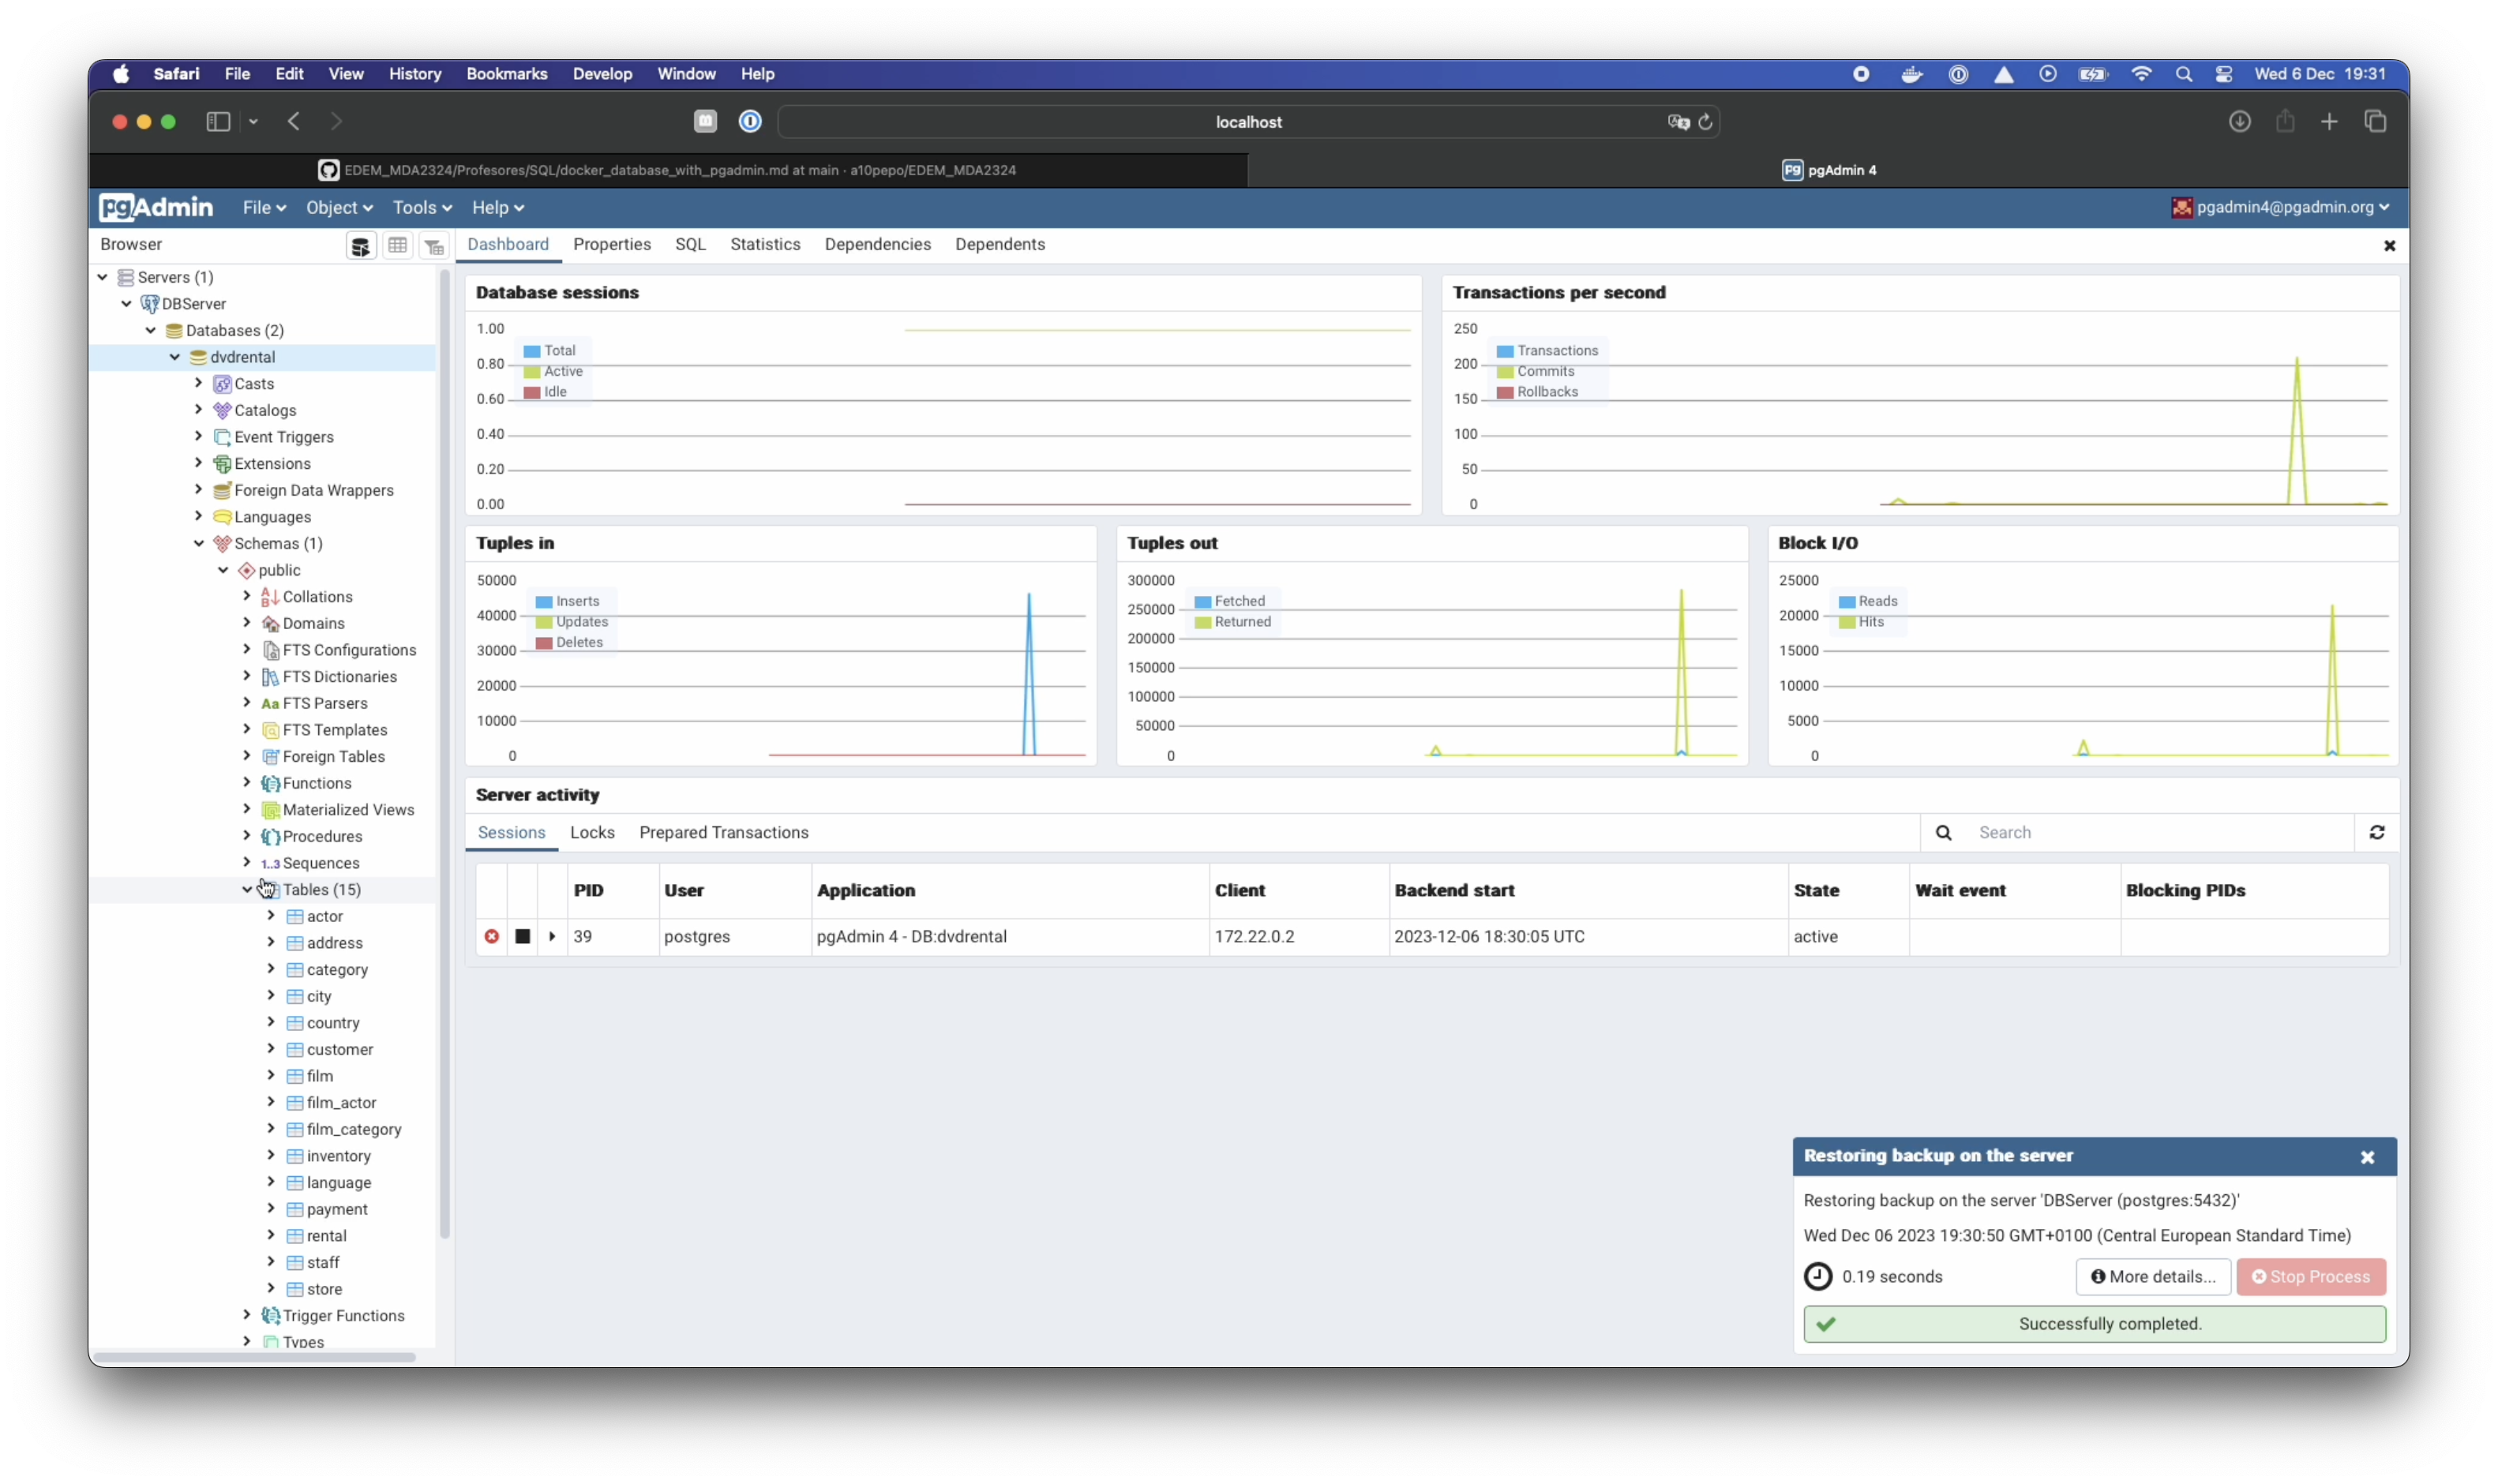 Safari File Edit View History Bookmarks Develop Window Help Wed 6 Dec 19:31
localhost
EDEM_MDA2324/Profesores/SQL/docker_database_with_pgadmin.md at main · a10pepo/EDEM_MDA2324
pgAdmin 4
pgAdmin File Object Tools Help pgadmin4@pgadmin.org
Browser
Dashboard Properties SQL Statistics Dependencies Dependents
Servers (1)
DBServer
Databases (2)
dvdrental
Casts
Catalogs
Event Triggers
Extensions
Foreign Data Wrappers
Languages
Schemas (1)
public
Collations
Domains
FTS Configurations
FTS Dictionaries
Aa FTS Parsers
FTS Templates
Foreign Tables
Functions
Materialized Views
Procedures
1..3 Sequences
Tables (15)
actor
address
category
city
country
customer
film
film_actor
film_category
inventory
language
payment
rental
staff
store
Trigger Functions
Types
Database sessions
1.00
0.80
0.60
0.40
0.20
0.00
Total
Active
Idle
Transactions per second
250
200
150
100
50
0
Transactions
Commits
Rollbacks
Tuples in
50000
40000
30000
20000
10000
0
Inserts
Updates
Deletes
Tuples out
300000
250000
200000
150000
100000
50000
0
Fetched
Returned
Block I/O
25000
20000
15000
10000
5000
0
Reads
Hits
Server activity
Sessions Locks Prepared Transactions Search
PID User Application Client Backend start State Wait event Blocking PIDs
39 postgres pgAdmin 4 - DB:dvdrental 172.22.0.2 2023-12-06 18:30:05 UTC active
Restoring backup on the server
Restoring backup on the server 'DBServer (postgres:5432)'
Wed Dec 06 2023 19:30:50 GMT+0100 (Central European Standard Time)
0.19 seconds More details... Stop Process
Successfully completed.